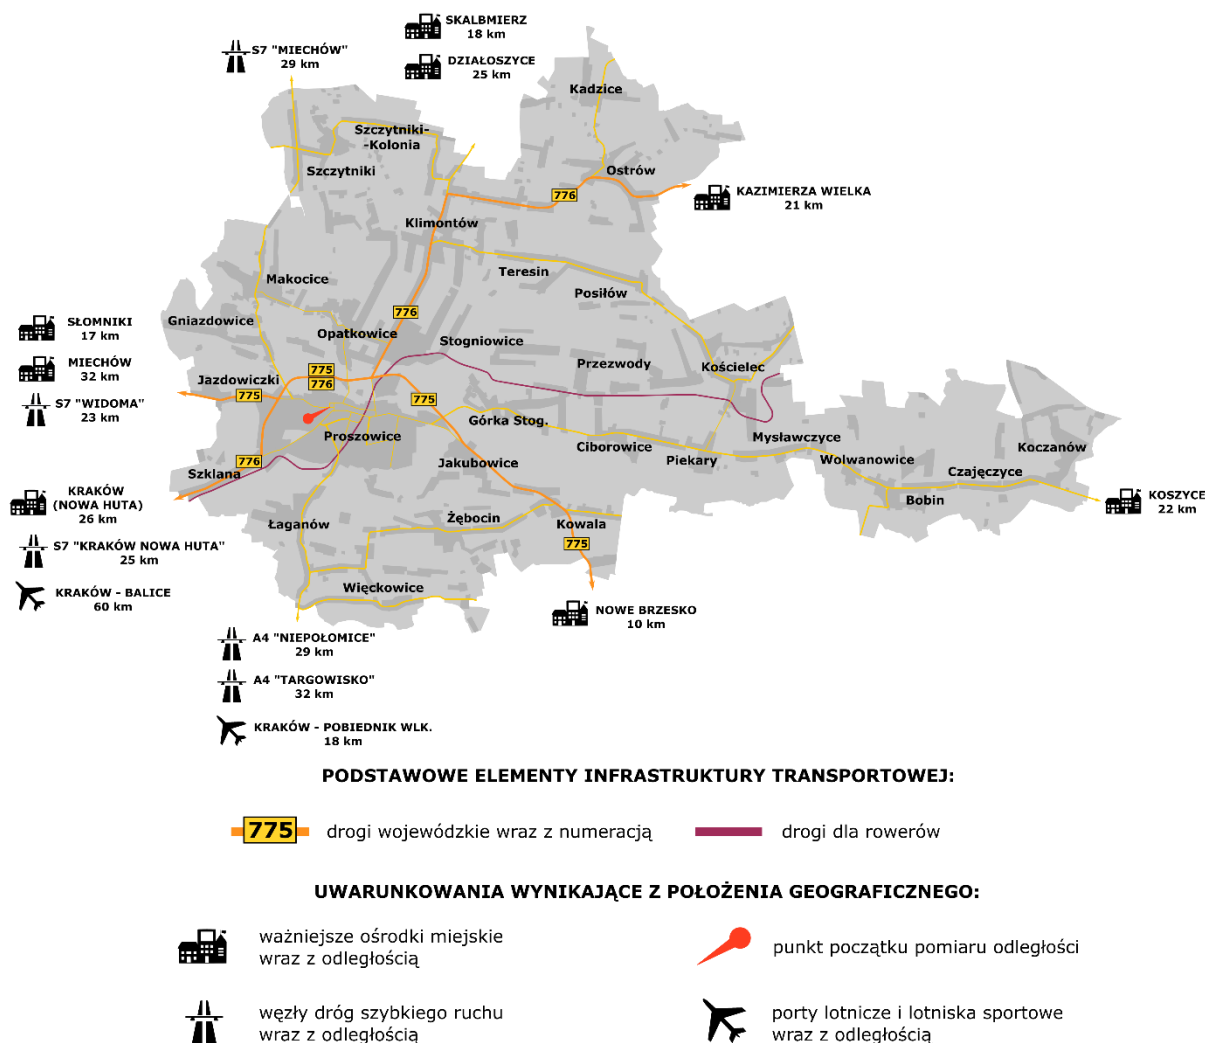 SKALBMIERZ
18 km
S7 "MIECHÓW"
29 km
DZIAŁOSZYCE
25 km
Kadzice
Szczytniki-
-Kolonia
Szczytniki
Ostrów
776
KAZIMIERZA WIELKA
21 km
Klimontów
Teresin
Makocice
Posiłów
776
SŁOMNIKI
17 km
Gniazdowice
Opatkowice
Stogniowice
MIECHÓW
32 km
Przezwody
Kościelec
775
776
Jazdowiczki
775
775
S7 "WIDOMA"
23 km
Górka Stog.
Proszowice
Mysławczyce
Ciborowice
Koczanów
Piekary
Wolwanowice
776
Jakubowice
Szklana
Czajęczyce
KRAKÓW
(NOWA HUTA)
26 km
Bobin
KOSZYCE
22 km
Łaganów
Żębocin
Kowala
775
S7 "KRAKÓW NOWA HUTA"
25 km
Więckowice
KRAKÓW - BALICE
60 km
NOWE BRZESKO
10 km
A4 "NIEPOŁOMICE"
29 km
A4 "TARGOWISKO"
32 km
KRAKÓW - POBIEDNIK WLK.
18 km
PODSTAWOWE ELEMENTY INFRASTRUKTURY TRANSPORTOWEJ:
775 drogi wojewódzkie wraz z numeracją
drogi dla rowerów
UWARUNKOWANIA WYNIKAJĄCE Z POŁOŻENIA GEOGRAFICZNEGO:
ważniejsze ośrodki miejskie
wraz z odległością
punkt początku pomiaru odległości
węzły dróg szybkiego ruchu
wraz z odległością
porty lotnicze i lotniska sportowe
wraz z odległością